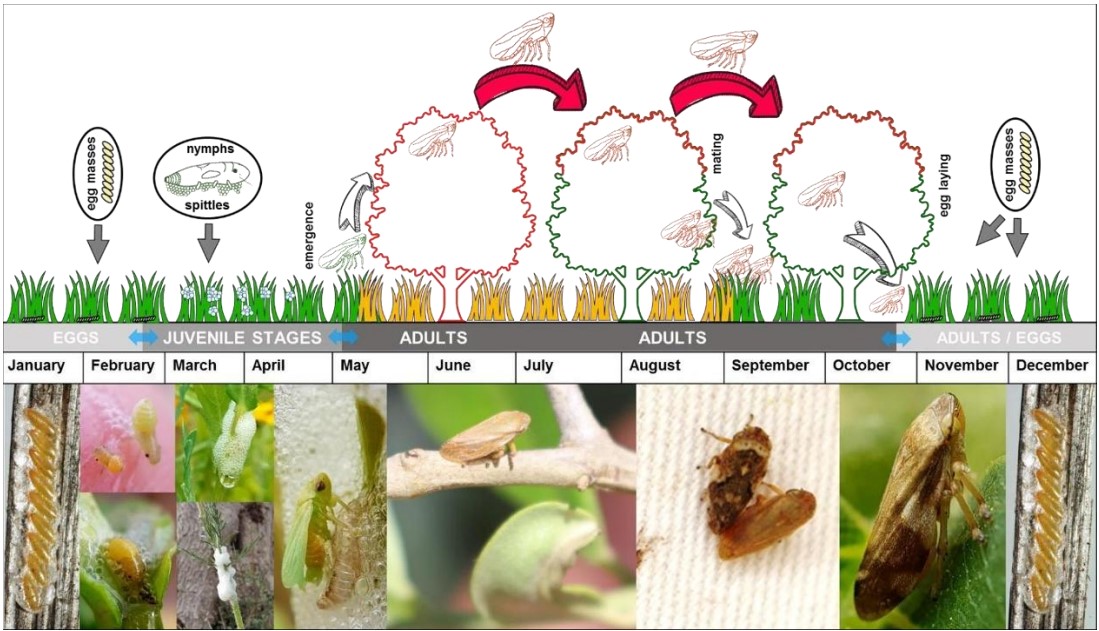 egg masses
nymphs
spittles
emergence
mating
egg laying
egg masses
EGGS
JUVENILE STAGES
ADULTS
ADULTS
ADULTS / EGGS
January
February
March
April
May
June
July
August
September
October
November
December